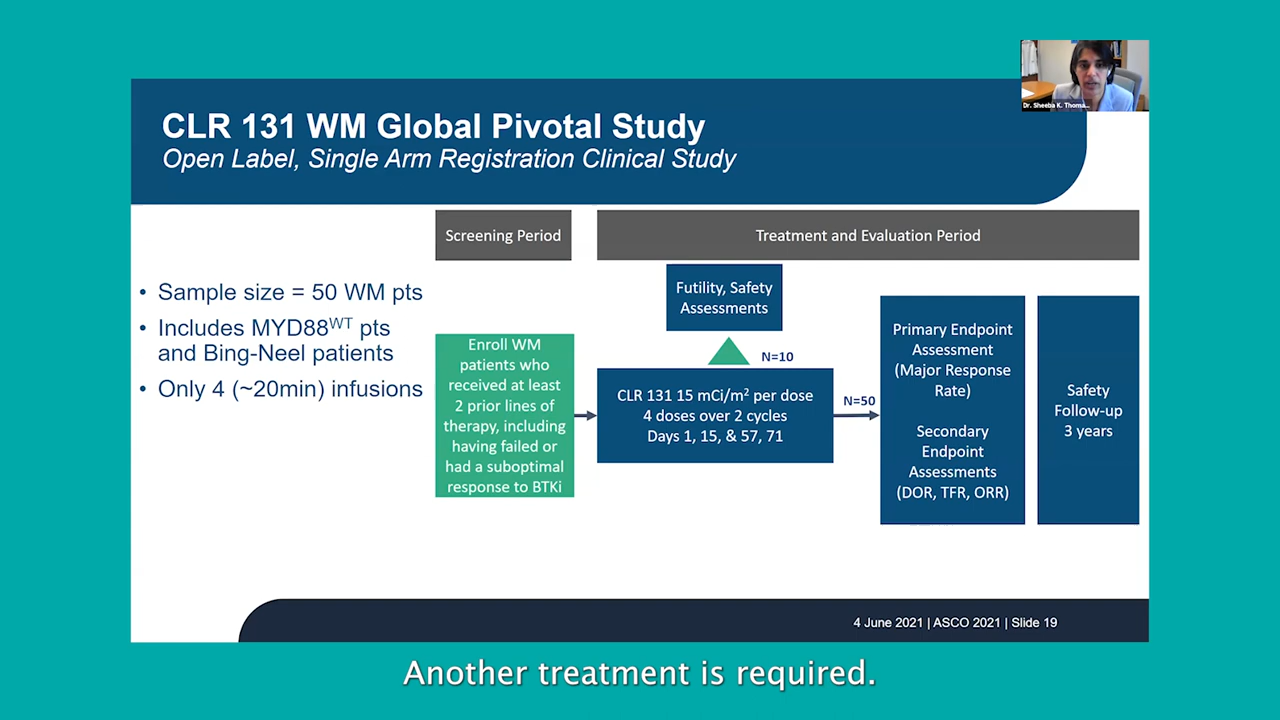 Dr. Sheeba K. Thoma...
CLR 131 WM Global Pivotal Study
Open Label, Single Arm Registration Clinical Study
Screening Period
Treatment and Evaluation Period
• Sample size = 50 WM pts
• Includes MYD88ᵂᵀ pts
and Bing-Neel patients
• Only 4 (~20min) infusions
Enroll WM
patients who
received at least
2 prior lines of
therapy, including
having failed or
had a suboptimal
response to BTKi
Futility, Safety
Assessments
N=10
CLR 131 15 mCi/m² per dose
4 doses over 2 cycles
Days 1, 15, & 57, 71
N=50
Primary Endpoint
Assessment
(Major Response
Rate)
Secondary
Endpoint
Assessments
(DOR, TFR, ORR)
Safety
Follow-up
3 years
4 June 2021 | ASCO 2021 | Slide 19
Another treatment is required.